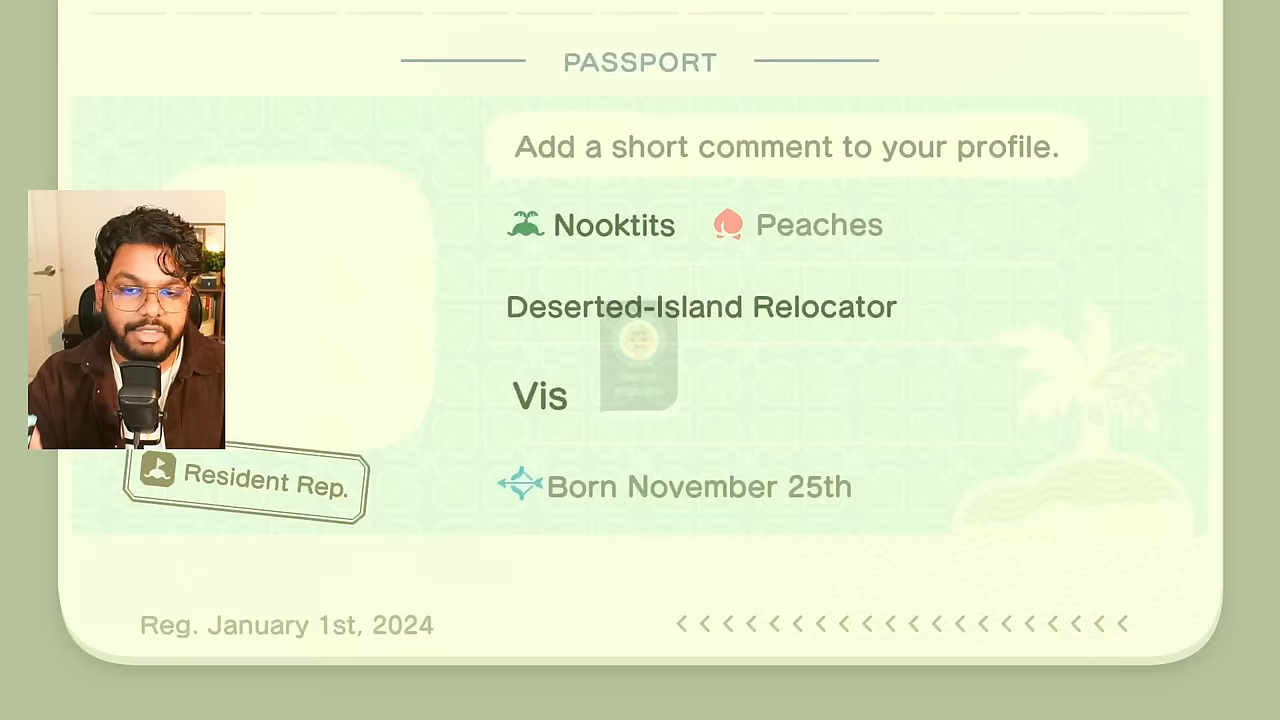 PASSPORT
Add a short comment to your profile.
Nooktits Peaches
Deserted-Island Relocator
Vis
Born November 25th
Resident Rep.
Reg. January 1st, 2024 <<<<<<<<<<<<<<<<<<<<